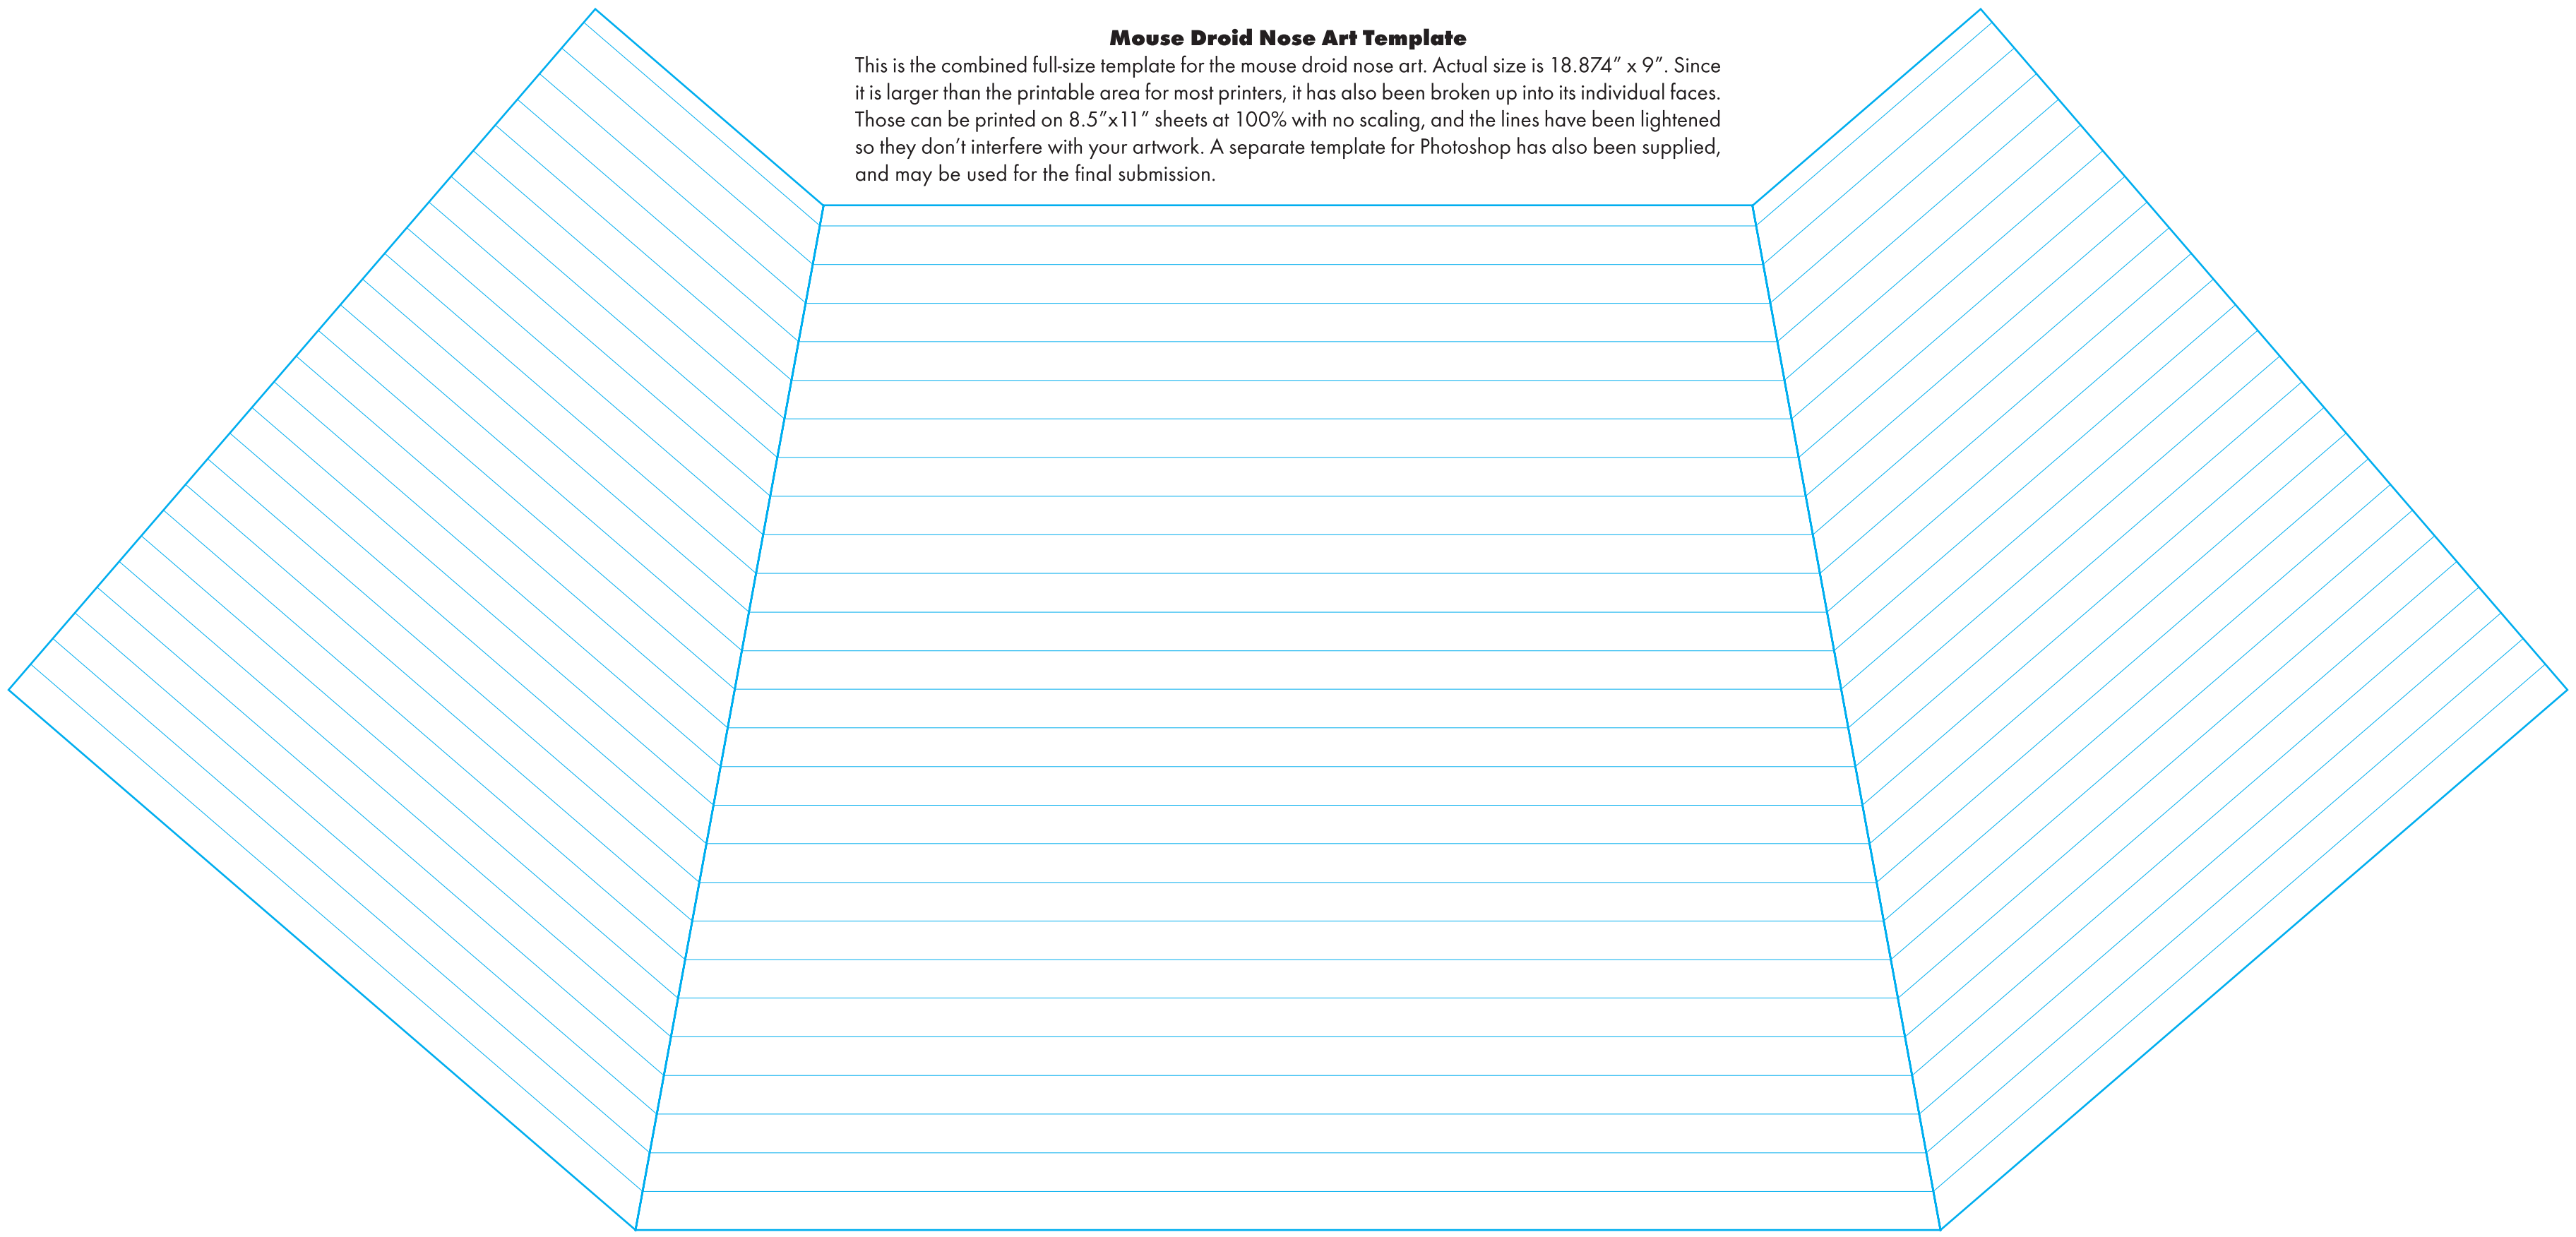 Mouse Droid Nose Art Template
This is the combined full-size template for the mouse droid nose art. Actual size is 18.874” x 9”. Since
it is larger than the printable area for most printers, it has also been broken up into its individual faces.
Those can be printed on 8.5”x11” sheets at 100% with no scaling, and the lines have been lightened
so they don’t interfere with your artwork. A separate template for Photoshop has also been supplied,
and may be used for the final submission.